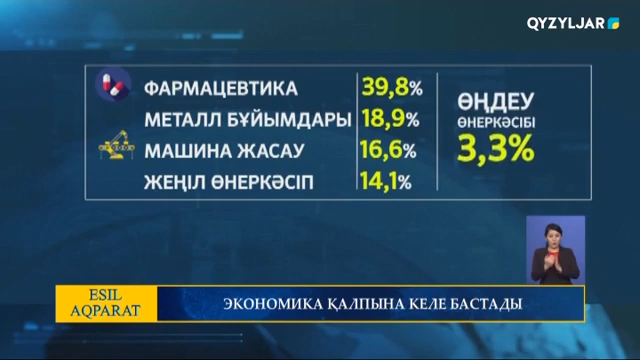 QYZYLJAR
ФАРМАЦЕВТИКА 39,8%
МЕТАЛЛ БҰЙЫМДАРЫ 18,9%
МАШИНА ЖАСАУ 16,6%
ЖЕҢІЛ ӨНЕРКӘСІП 14,1%
ӨҢДЕУ
ӨНЕРКӘСІБІ
3,3%
ESIL
AQPARAT
ЭКОНОМИКА ҚАЛПЫНА КЕЛЕ БАСТАДЫ